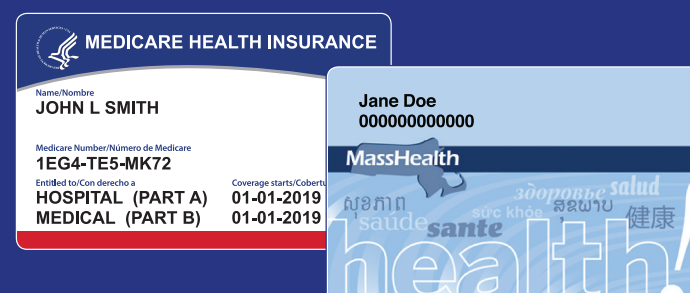 MEDICARE HEALTH INSURANCE
Name/Nombre
JOHN L SMITH
Medicare Number/Número de Medicare
1EG4-TE5-MK72
Entitled to/Con derecho a Coverage starts/Cobertu
HOSPITAL (PART A) 01-01-2019
MEDICAL (PART B) 01-01-2019
Jane Doe
000000000000
MassHealth
សុខភាព здоровье salud
saúde sante sức khỏe ສຸຂພາບ 健康
health!